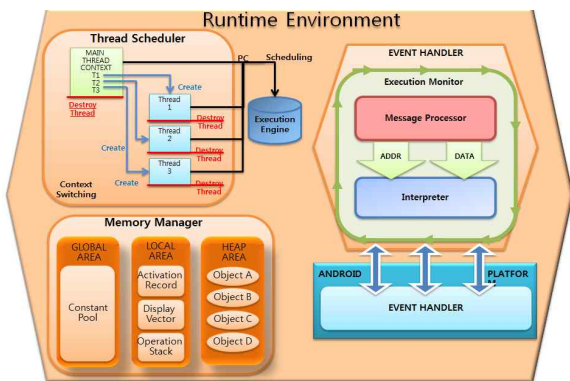 Runtime Environment
Thread Scheduler
MAIN
THREAD
CONTEXT
T1
T2
T3
Destroy
Thread
PC
Scheduling
Create
Thread
1
Destroy
Thread
Thread
2
Destroy
Thread
Create
Thread
3
Create
Destroy
Thread
Context
Switching
Execution
Engine
EVENT HANDLER
Execution Monitor
Message Processor
ADDR
DATA
Interpreter
ANDROID
PLATFOR
M
EVENT HANDLER
Memory Manager
GLOBAL
AREA
Constant
Pool
LOCAL
AREA
Activation
Record
Display
Vector
Operation
Stack
HEAP
AREA
Object A
Object B
Object C
Object D